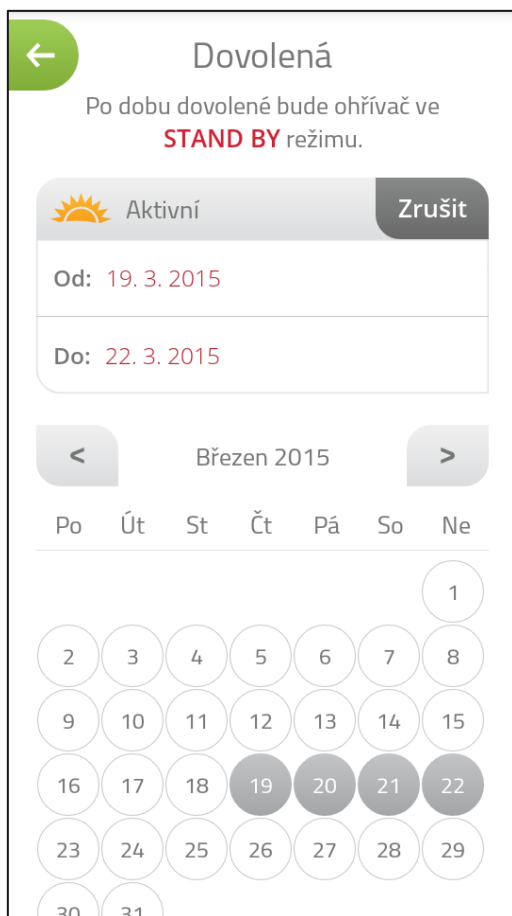 Dovolená
Po dobu dovolené bude ohřívač ve
STAND BY režimu.
Aktivní Zrušit
Od: 19. 3. 2015
Do: 22. 3. 2015
< Březen 2015 >
Po Út St Čt Pá So Ne
1
2 3 4 5 6 7 8
9 10 11 12 13 14 15
16 17 18 19 20 21 22
23 24 25 26 27 28 29
30 31